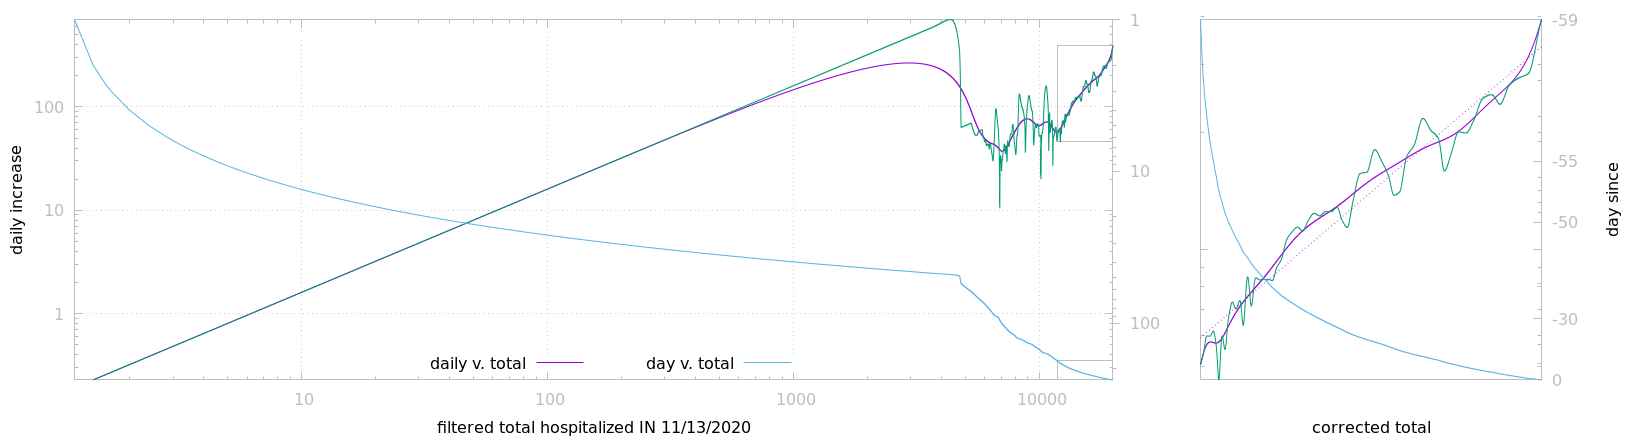 1
-59
100
10
-55
10
-50
daily increase
day since
1
100
-30
daily v. total
day v. total
0
10
100
1000
10000
filtered total hospitalized IN 11/13/2020
corrected total